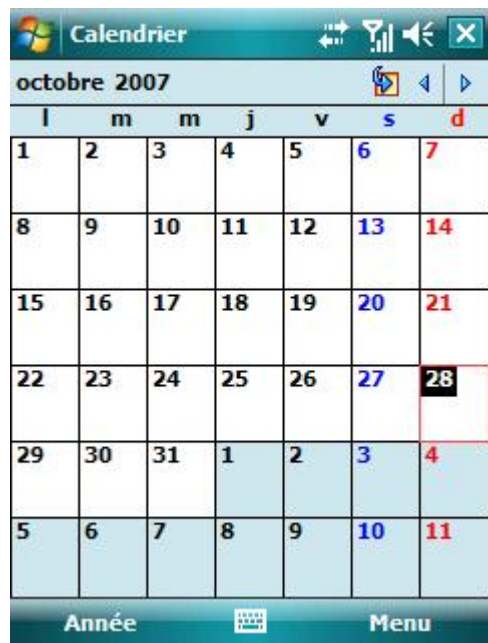 Calendrier
octobre 2007
l m m j v s d
1 2 3 4 5 6 7
8 9 10 11 12 13 14
15 16 17 18 19 20 21
22 23 24 25 26 27 28
29 30 31 1 2 3 4
5 6 7 8 9 10 11
Année Menu